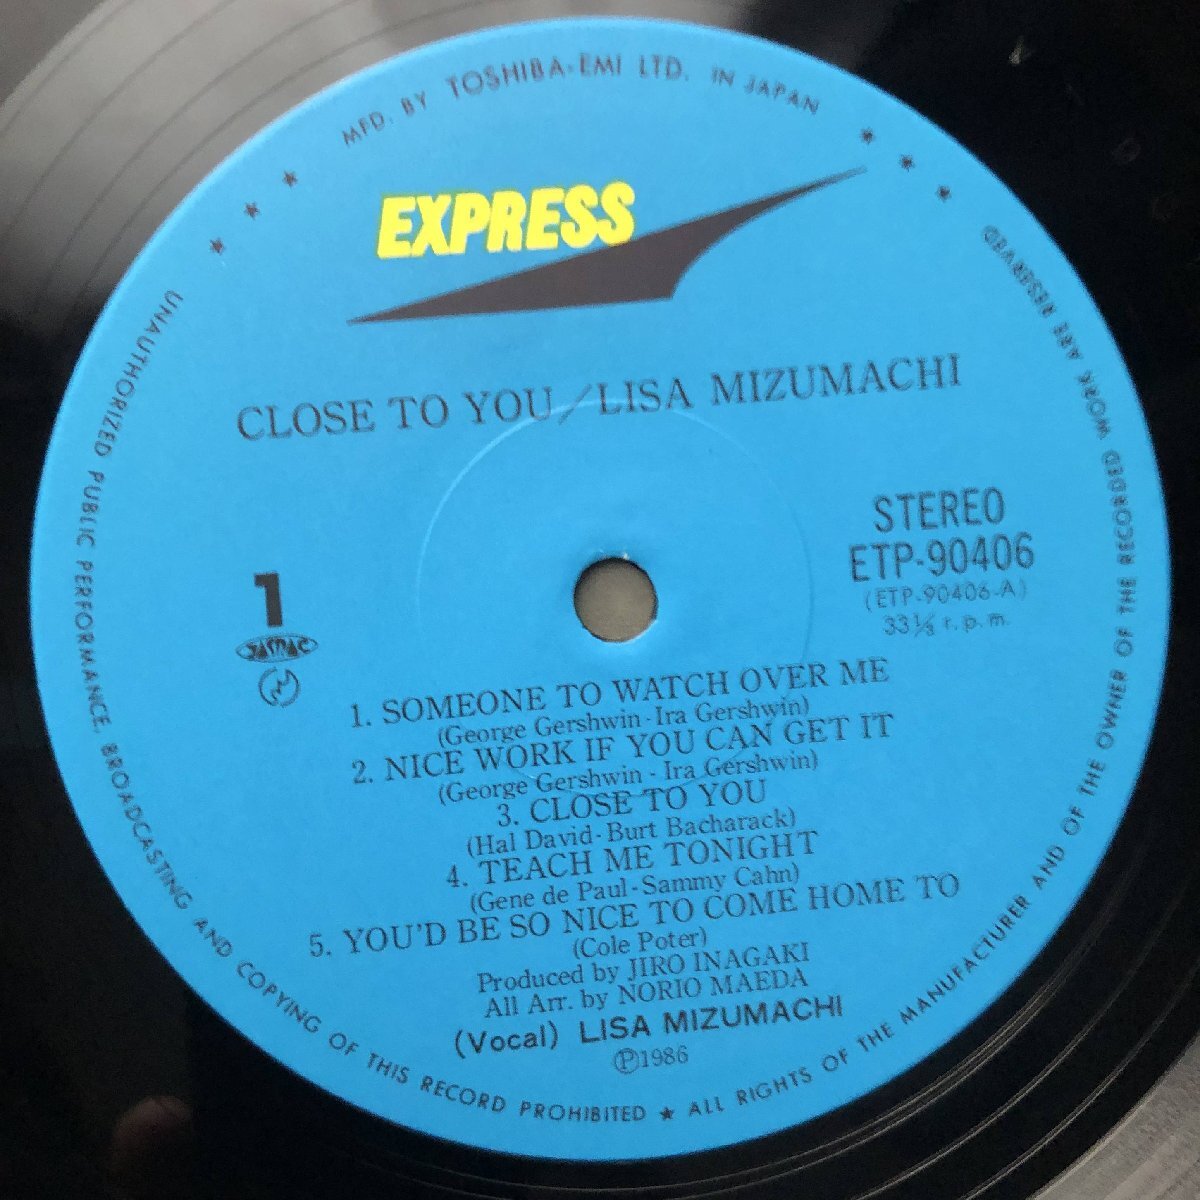 MFD. BY TOSHIBA-EMI LTD. IN JAPAN
EXPRESS
CLOSE TO YOU/LISA MIZUMACHI
STEREO
ETP-90406
(ETP-90406-A)
33⅓ r.p.m.
1
JASRAC
1. SOMEONE TO WATCH OVER ME
(George Gershwin-Ira Gershwin)
2. NICE WORK IF YOU CAN GET IT
(George Gershwin-Ira Gershwin)
3. CLOSE TO YOU
(Hal David-Burt Bacharack)
4. TEACH ME TONIGHT
(Gene de Paul-Sammy Cahn)
5. YOU'D BE SO NICE TO COME HOME TO
(Cole Poter)
Produced by JIRO INAGAKI
All Arr. by NORIO MAEDA
(Vocal) LISA MIZUMACHI
Ⓟ1986
UNAUTHORIZED PUBLIC PERFORMANCE, BROADCASTING AND COPYING OF THIS RECORD PROHIBITED ★ ALL RIGHTS OF THE MANUFACTURER AND OF THE OWNER OF THE RECORDED WORK ARE RESERVED